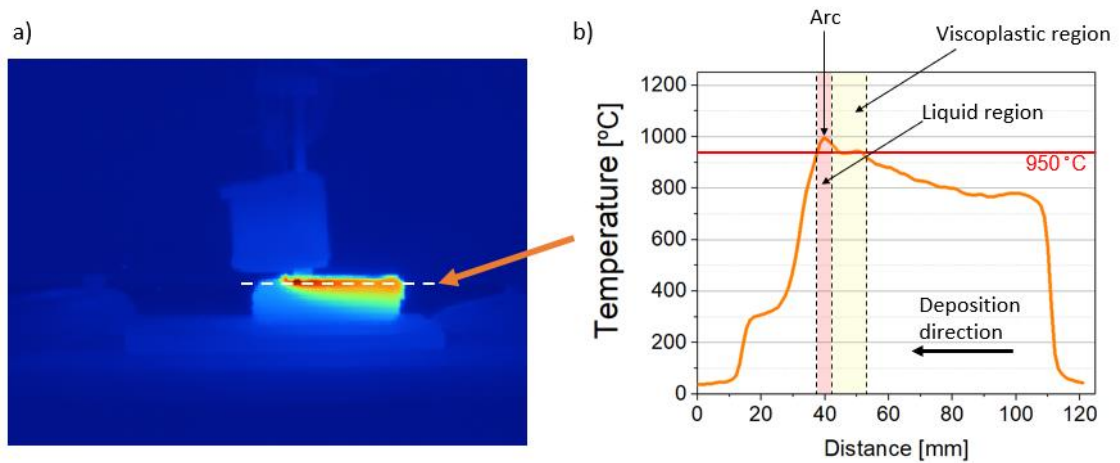 a)
b)
Arc
Viscoplastic region
Liquid region
950 °C
Deposition
direction
Temperature [ºC]
1200
1000
800
600
400
200
0
0 20 40 60 80 100 120
Distance [mm]